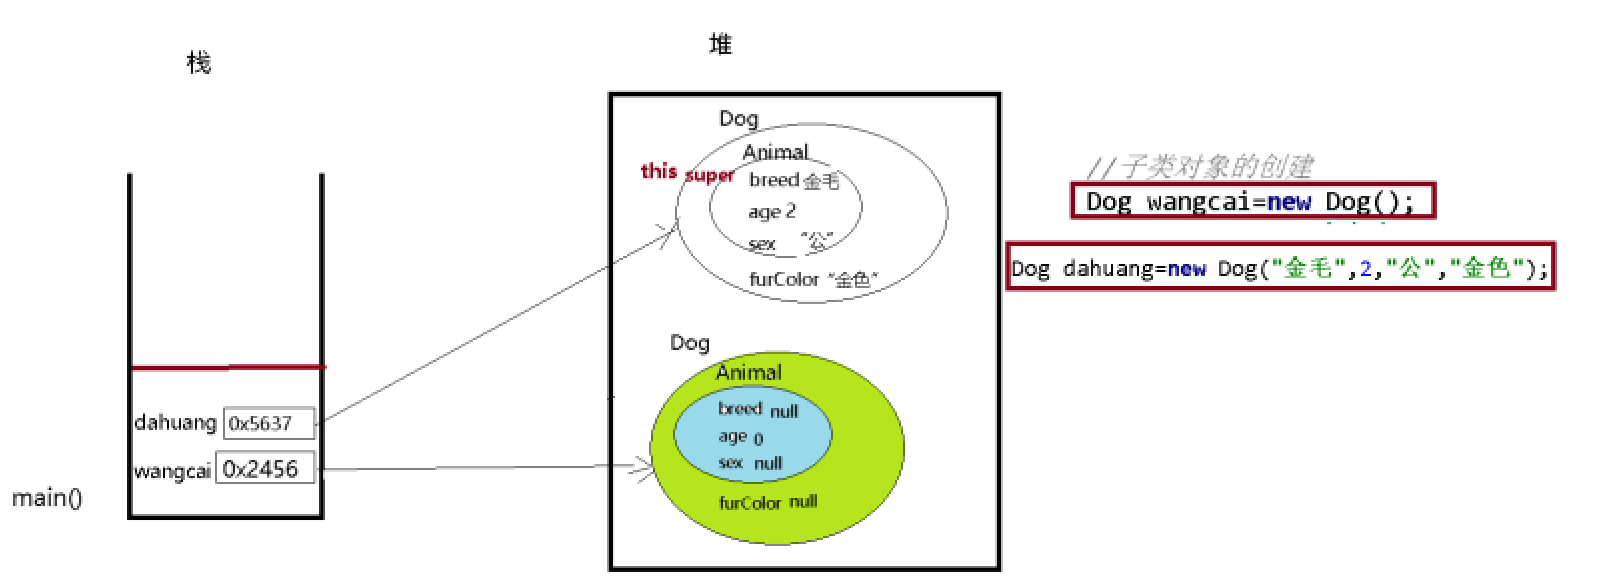 栈
堆
Dog
Animal
this super
breed 金毛
age 2
sex "公"
furColor "金色"
//子类对象的创建
Dog wangcai=new Dog();
Dog dahuang=new Dog("金毛",2,"公","金色");
Dog
Animal
breed null
age 0
sex null
furColor null
dahuang 0x5637
wangcai 0x2456
main()